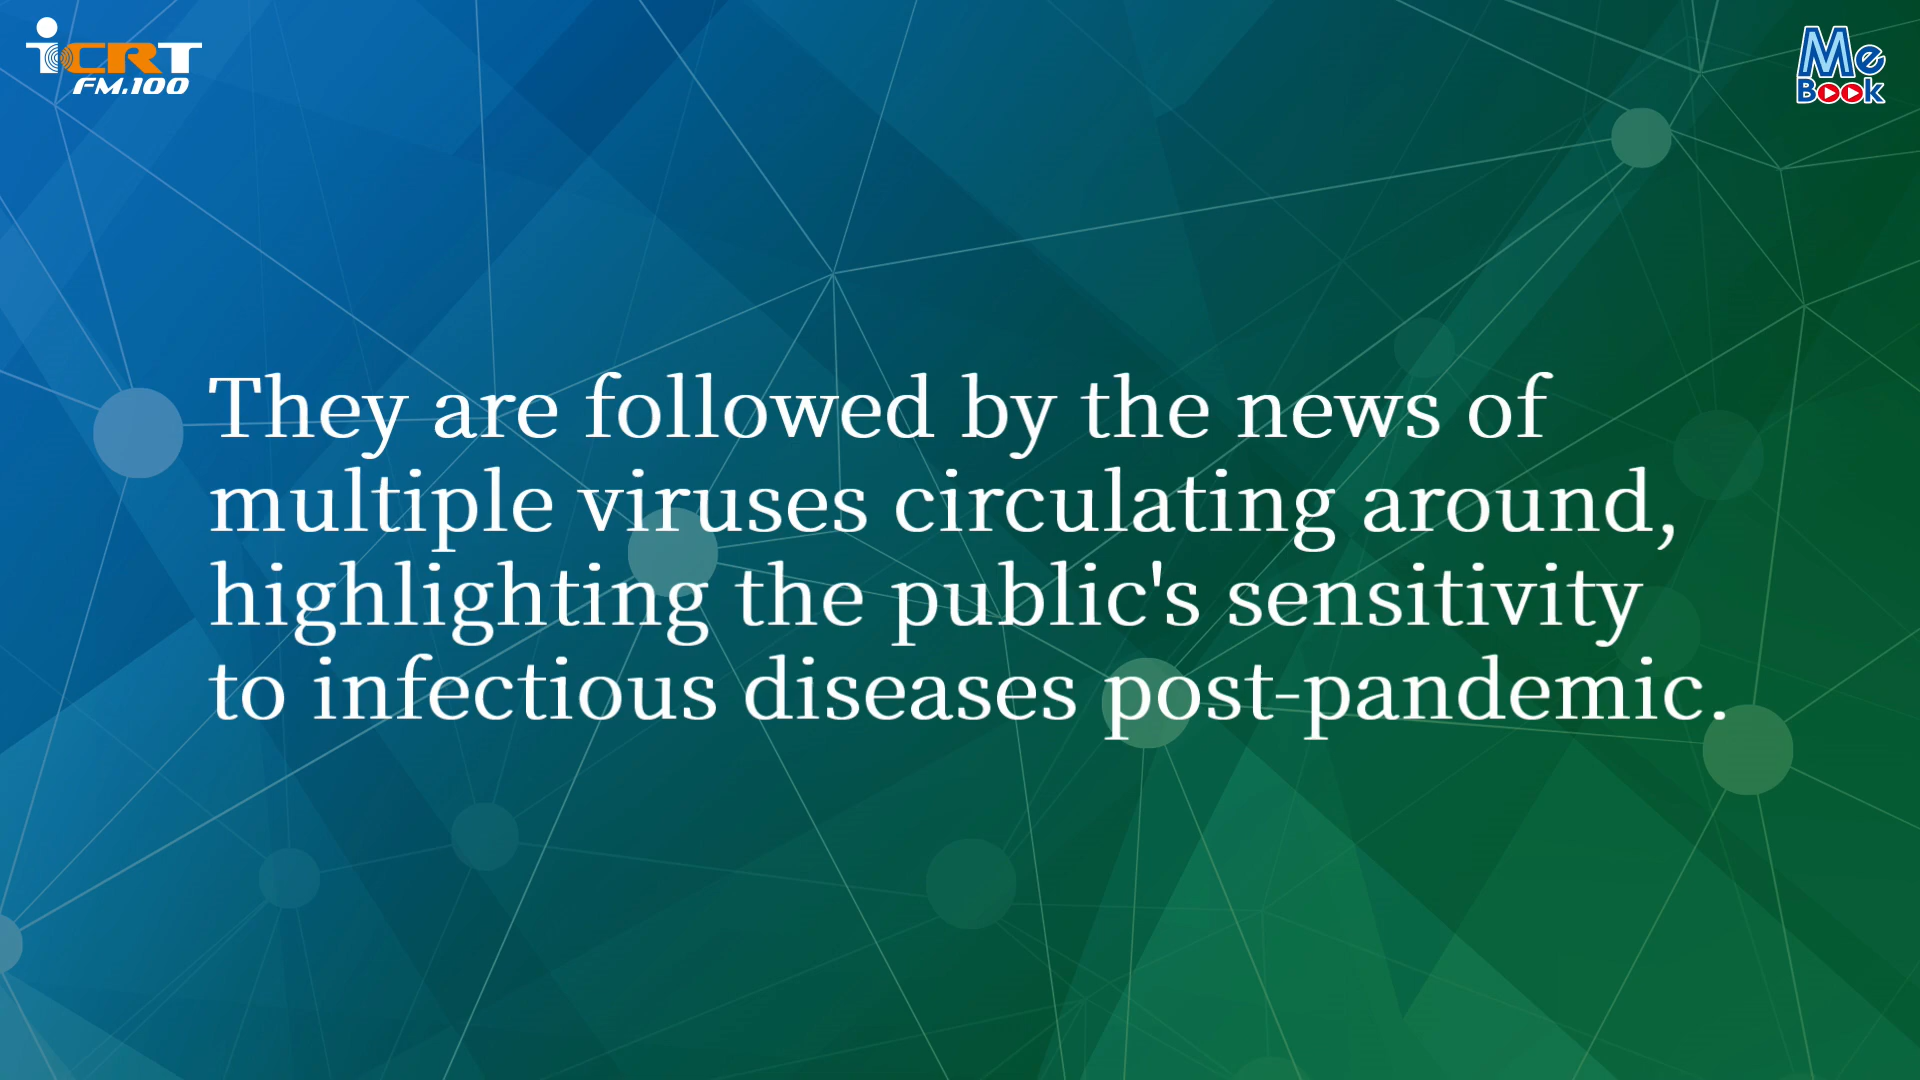 iCRT
FM.100
Me
Book
They are followed by the news of
multiple viruses circulating around,
highlighting the public's sensitivity
to infectious diseases post-pandemic.